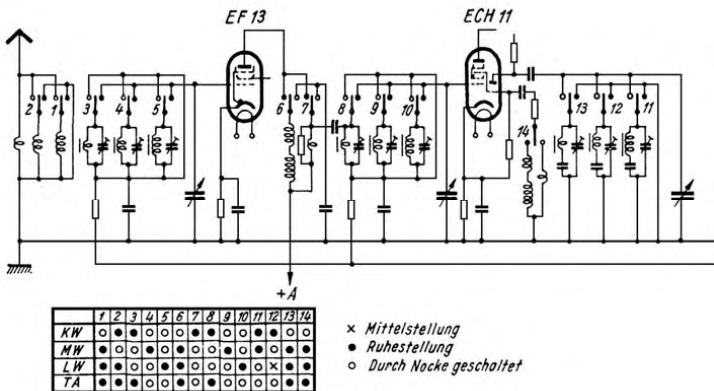 EF 13
ECH 11
2 1 3 4 5 6 7 8 9 10 14 13 12 11
+A
1 2 3 4 5 6 7 8 9 10 11 12 13 14
KW
MW
LW
TA
× Mittelstellung
● Ruhestellung
○ Durch Nocke geschaltet